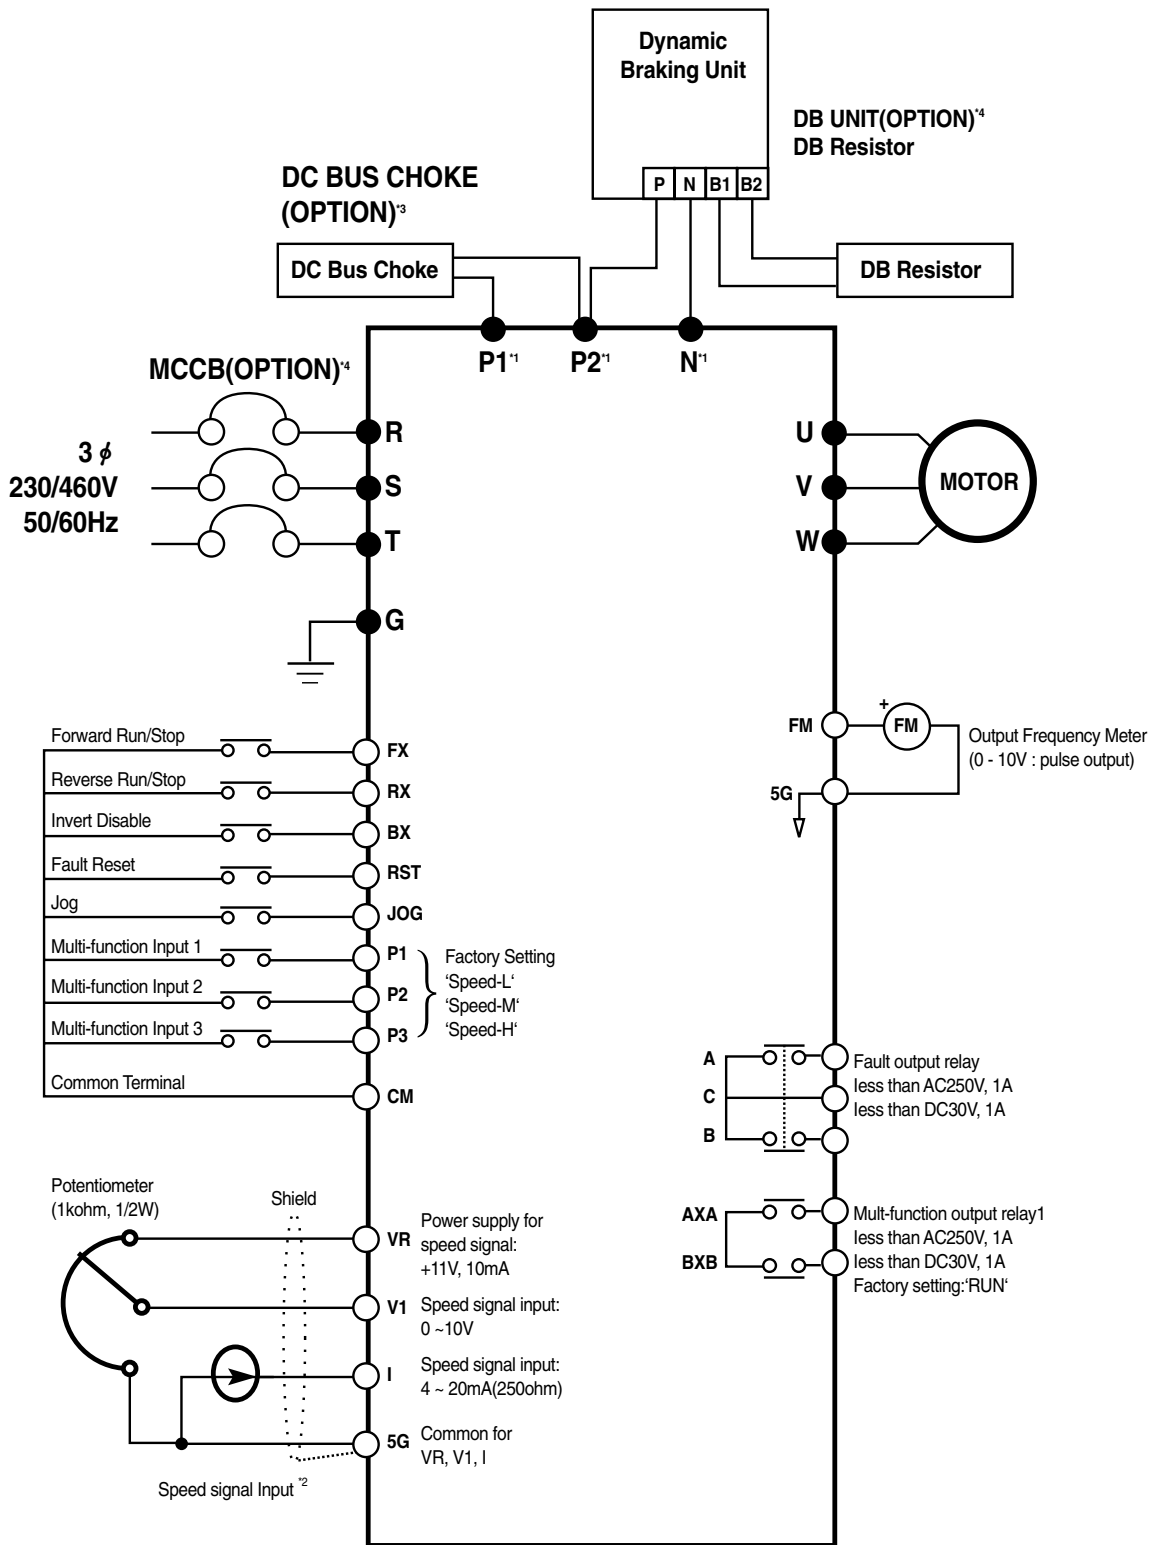 Dynamic
Braking Unit
DB UNIT(OPTION)*4
DB Resistor
P N B1 B2
DC BUS CHOKE
(OPTION)*3
DC Bus Choke
DB Resistor
P1*1 P2*1 N*1
MCCB(OPTION)*4
3 ϕ
230/460V
50/60Hz
R
S
T
G
U
V
W
MOTOR
Forward Run/Stop
FX
Reverse Run/Stop
RX
Invert Disable
BX
Fault Reset
RST
Jog
JOG
Multi-function Input 1
P1
Multi-function Input 2
P2
Multi-function Input 3
P3
Factory Setting
‘Speed-L‘
‘Speed-M‘
‘Speed-H‘
Common Terminal
CM
FM
+
FM
Output Frequency Meter
(0 - 10V : pulse output)
5G
A
C
B
Fault output relay
less than AC250V, 1A
less than DC30V, 1A
AXA
BXB
Mult-function output relay1
less than AC250V, 1A
less than DC30V, 1A
Factory setting:‘RUN‘
Potentiometer
(1kohm, 1/2W)
Shield
VR
Power supply for
speed signal:
+11V, 10mA
V1
Speed signal input:
0 ~10V
I
Speed signal input:
4 ~ 20mA(250ohm)
5G
Common for
VR, V1, I
Speed signal Input *2